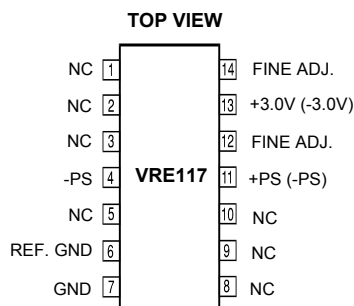 TOP VIEW
NC 1 14 FINE ADJ.
NC 2 13 +3.0V (-3.0V)
NC 3 12 FINE ADJ.
-PS 4 VRE117 11 +PS (-PS)
NC 5 10 NC
REF. GND 6 9 NC
GND 7 8 NC